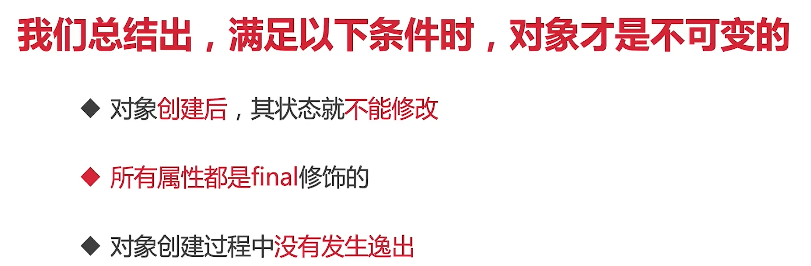 我们总结出，满足以下条件时，对象才是不可变的
◆ 对象创建后，其状态就不能修改
◆ 所有属性都是final修饰的
◆ 对象创建过程中没有发生逸出